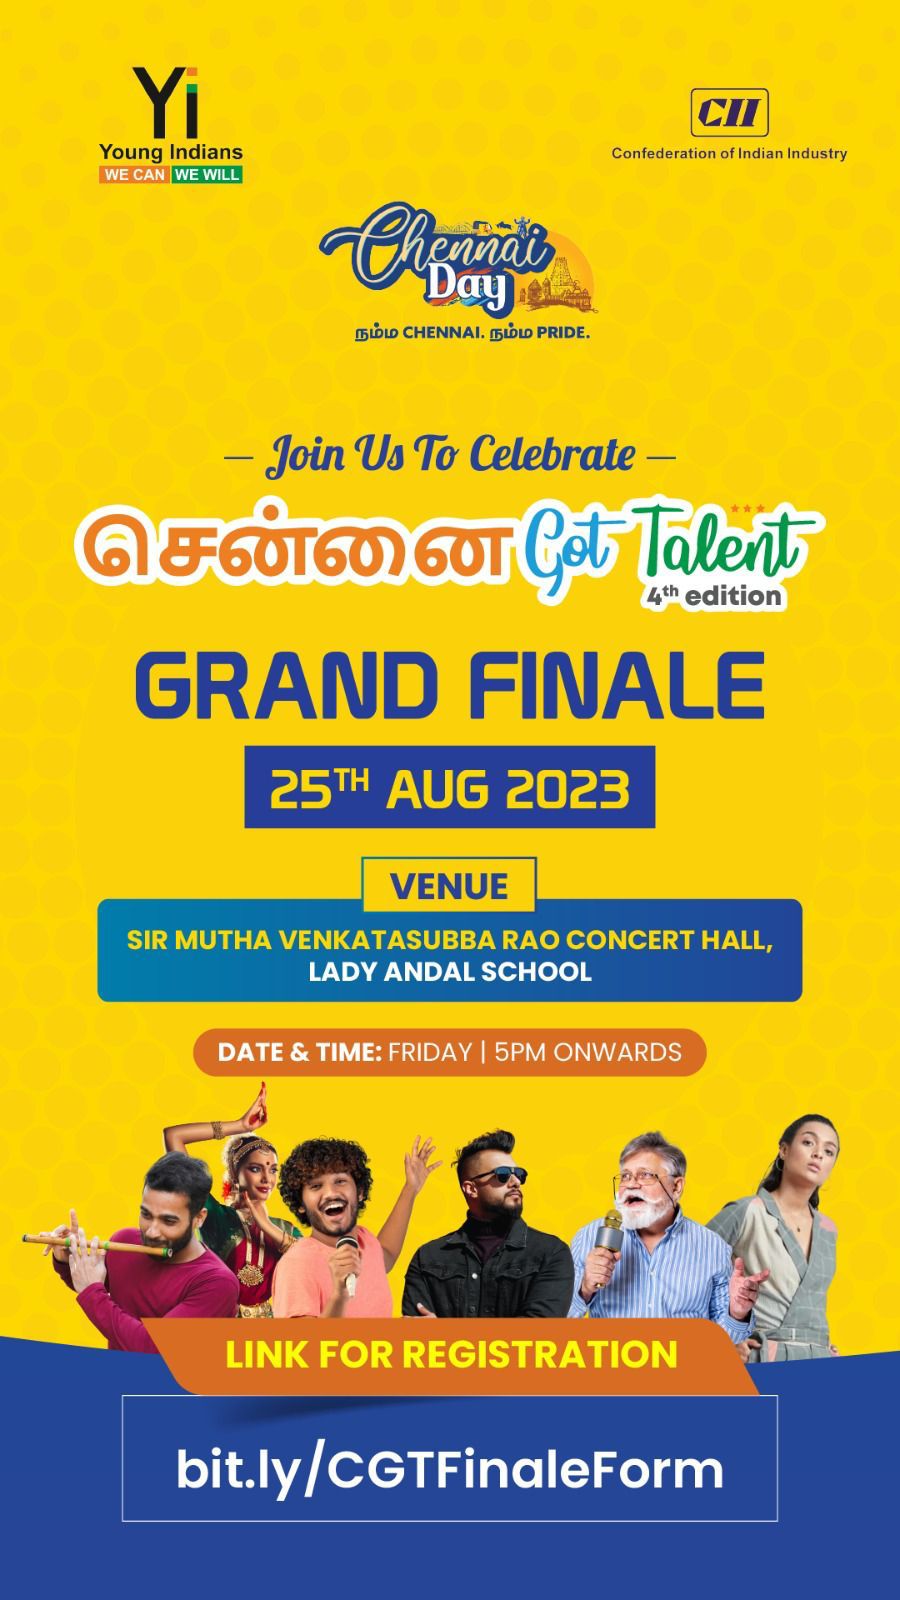 Yi
Young Indians
WE CAN WE WILL
CII
Confederation of Indian Industry
Chennai
Day
நம்ம CHENNAI. நம்ம PRIDE.
— Join Us To Celebrate —
சென்னை Got Talent
4th edition
GRAND FINALE
25TH AUG 2023
VENUE
SIR MUTHA VENKATASUBBA RAO CONCERT HALL,
LADY ANDAL SCHOOL
DATE & TIME: FRIDAY | 5PM ONWARDS
LINK FOR REGISTRATION
bit.ly/CGTFinaleForm